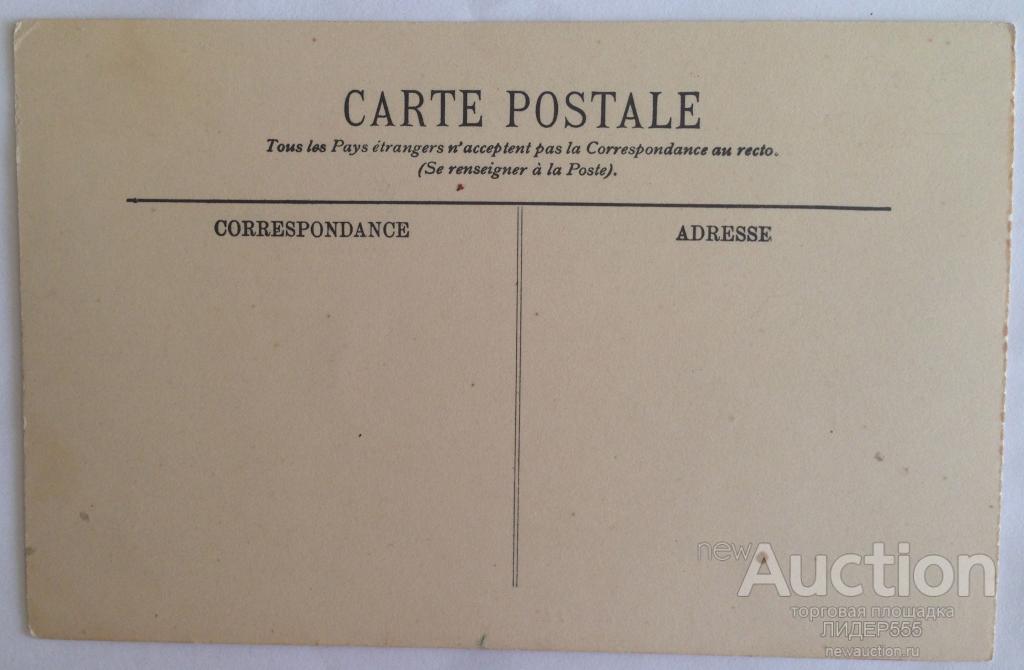 CARTE POSTALE
Tous les Pays étrangers n'acceptent pas la Correspondance au recto.
(Se renseigner à la Poste).
CORRESPONDANCE
ADRESSE
newAuction
торговая площадка
ЛИДЕР555
newauction.ru